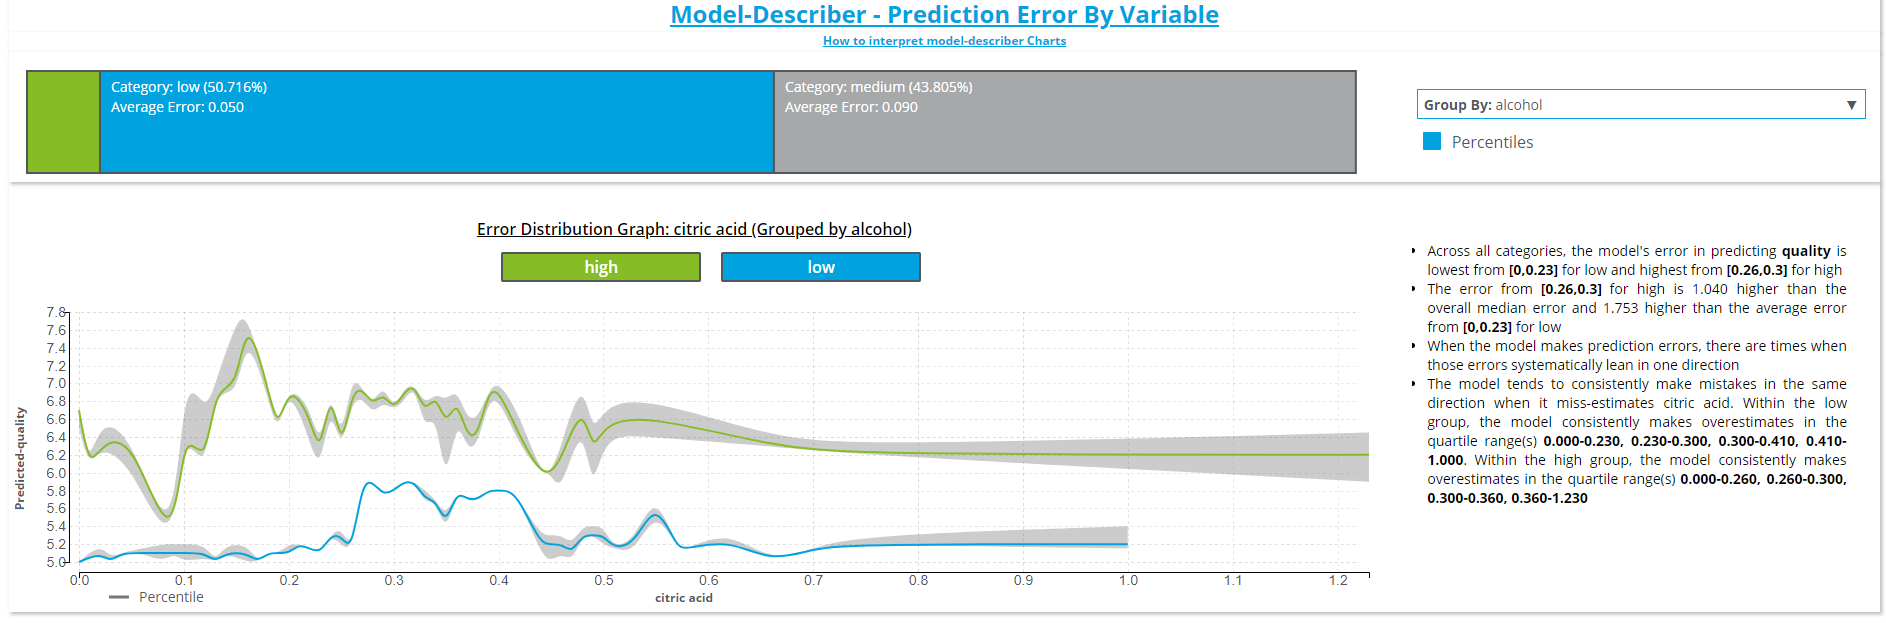 Model-Describer - Prediction Error By Variable
How to interpret model-describer Charts
Category: low (50.716%)
Average Error: 0.050
Category: medium (43.805%)
Average Error: 0.090
Group By: alcohol ▼
Percentiles
Error Distribution Graph: citric acid (Grouped by alcohol)
high
low
Across all categories, the model's error in predicting quality is
lowest from [0,0.23] for low and highest from [0.26,0.3] for high
The error from [0.26,0.3] for high is 1.040 higher than the
overall median error and 1.753 higher than the average error
from [0,0.23] for low
When the model makes prediction errors, there are times when
those errors systematically lean in one direction
The model tends to consistently make mistakes in the same
direction when it miss-estimates citric acid. Within the low
group, the model consistently makes overestimates in the
quartile range(s) 0.000-0.230, 0.230-0.300, 0.300-0.410, 0.410-
1.000. Within the high group, the model consistently makes
overestimates in the quartile range(s) 0.000-0.260, 0.260-0.300,
0.300-0.360, 0.360-1.230
Predicted-quality
7.8
7.6
7.4
7.2
7.0
6.8
6.6
6.4
6.2
6.0
5.8
5.6
5.4
5.2
5.0
0.0 0.1 0.2 0.3 0.4 0.5 0.6 0.7 0.8 0.9 1.0 1.1 1.2
Percentile
citric acid